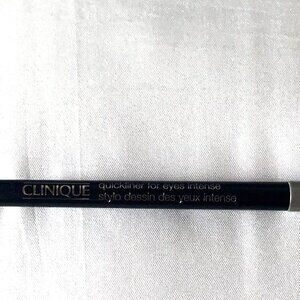 CLINIQUE
quickliner for eyes intense
stylo dessin des yeux intense